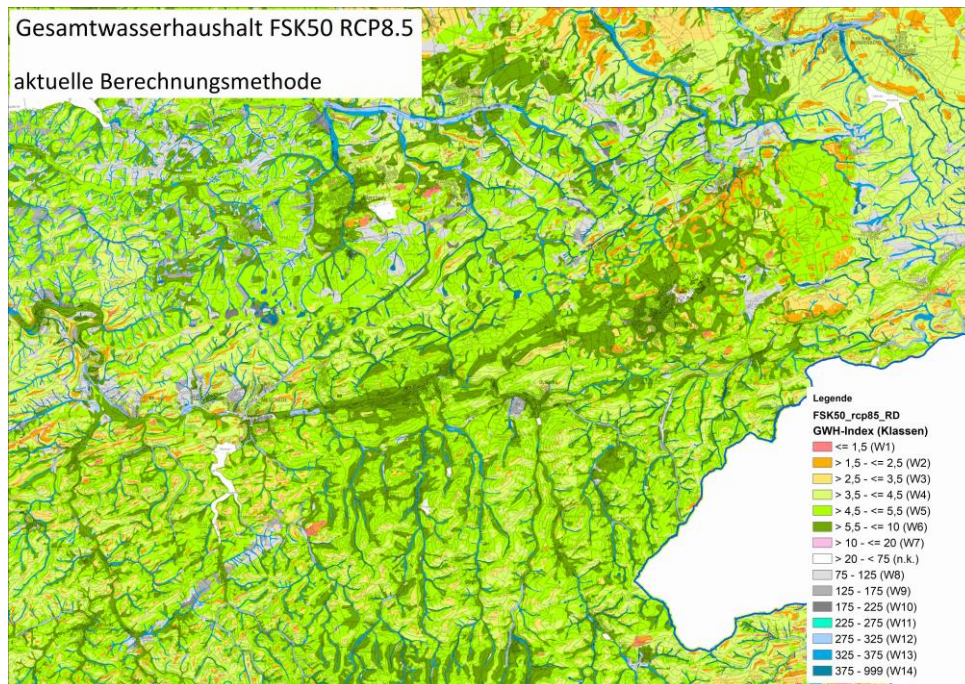 Gesamtwasserhaushalt FSK50 RCP8.5
aktuelle Berechnungsmethode
Legende
FSK50_rcp85_RD
GWH-Index (Klassen)
<= 1,5 (W1)
> 1,5 - <= 2,5 (W2)
> 2,5 - <= 3,5 (W3)
> 3,5 - <= 4,5 (W4)
> 4,5 - <= 5,5 (W5)
> 5,5 - <= 10 (W6)
> 10 - <= 20 (W7)
> 20 - < 75 (n.k.)
75 - 125 (W8)
125 - 175 (W9)
175 - 225 (W10)
225 - 275 (W11)
275 - 325 (W12)
325 - 375 (W13)
375 - 999 (W14)